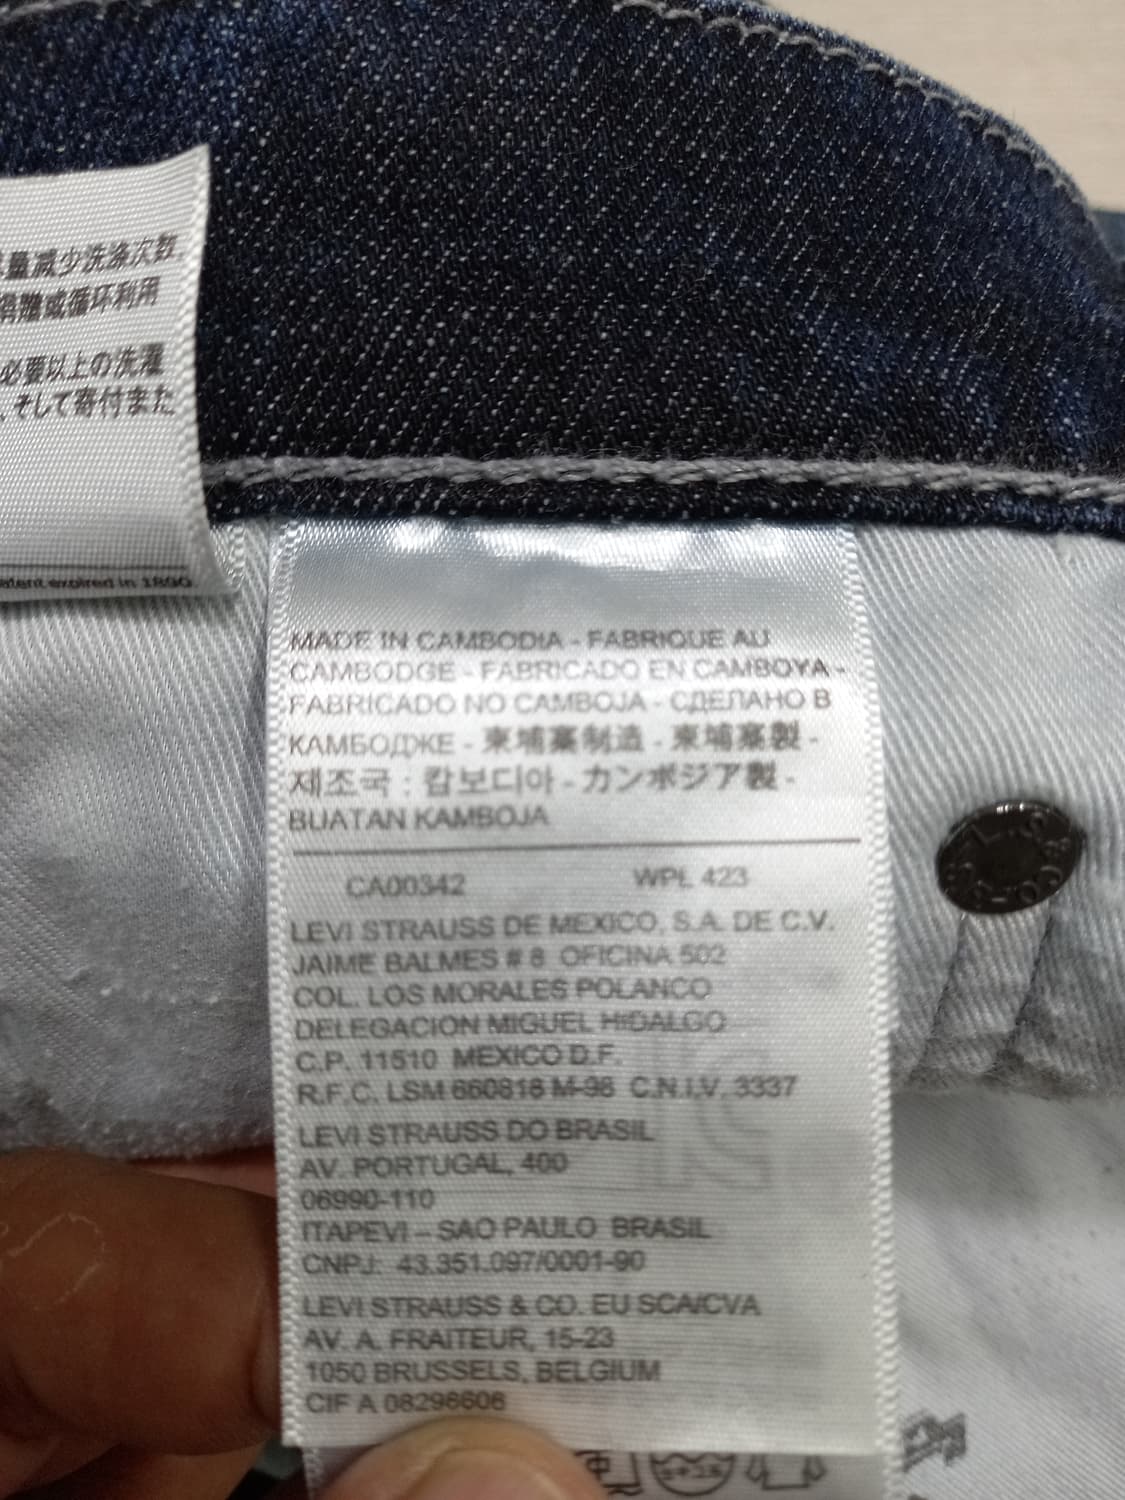 量减少洗涤次数
捐赠或循环利用
必要以上の洗濯
、そして寄付また
atent expired in 1890.
MADE IN CAMBODIA - FABRIQUE AU
CAMBODGE - FABRICADO EN CAMBOYA -
FABRICADO NO CAMBOJA - СДЕЛАНО В
КАМБОДЖЕ - 柬埔寨制造 - 柬埔寨製 -
제조국 : 캄보디아 - カンボジア製 -
BUATAN KAMBOJA
CA00342 WPL 423
LEVI STRAUSS DE MEXICO, S.A. DE C.V.
JAIME BALMES # 8 OFICINA 502
COL. LOS MORALES POLANCO
DELEGACION MIGUEL HIDALGO
C.P. 11510 MEXICO D.F.
R.F.C. LSM 660816 M-98 C.N.I.V. 3337
LEVI STRAUSS DO BRASIL
AV. PORTUGAL, 400
06990-110
ITAPEVI – SAO PAULO BRASIL
CNPJ: 43.351.097/0001-90
LEVI STRAUSS & CO. EU SCA/CVA
AV. A. FRAITEUR, 15-23
1050 BRUSSELS, BELGIUM
CIF A 08298606
L.S